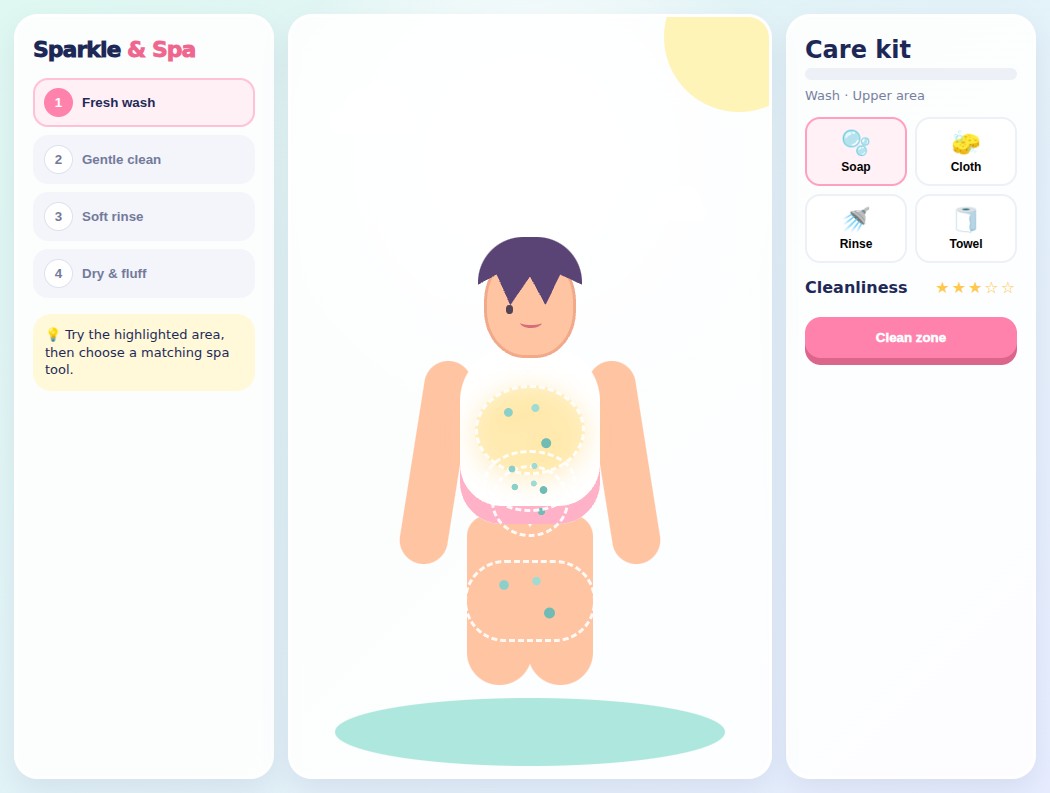 Sparkle & Spa
1 Fresh wash
2 Gentle clean
3 Soft rinse
4 Dry & fluff
💡 Try the highlighted area,
then choose a matching spa
tool.
Care kit
Wash · Upper area
Soap
Cloth
Rinse
Towel
Cleanliness ★★★☆☆
Clean zone